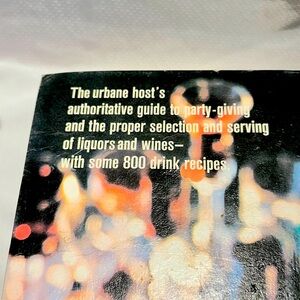 The urbane host's
authoritative guide to party-giving
and the proper selection and serving
of liquors and wines—
with some 800 drink recipes.